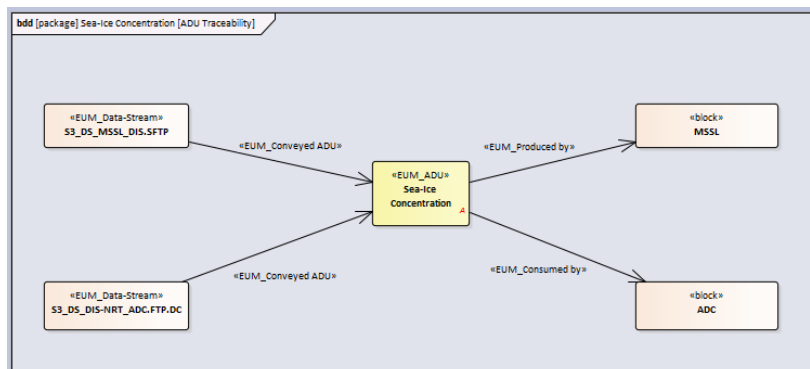 bdd [package] Sea-Ice Concentration [ADU Traceability]
«EUM_Data-Stream»
S3_DS_MSSL_DIS.SFTP
«block»
MSSL
«EUM_Conveyed ADU»
«EUM_Produced by»
«EUM_ADU»
Sea-Ice
Concentration
A
«EUM_Conveyed ADU»
«EUM_Consumed by»
«EUM_Data-Stream»
S3_DS_DIS-NRT_ADC.FTP.DC
«block»
ADC